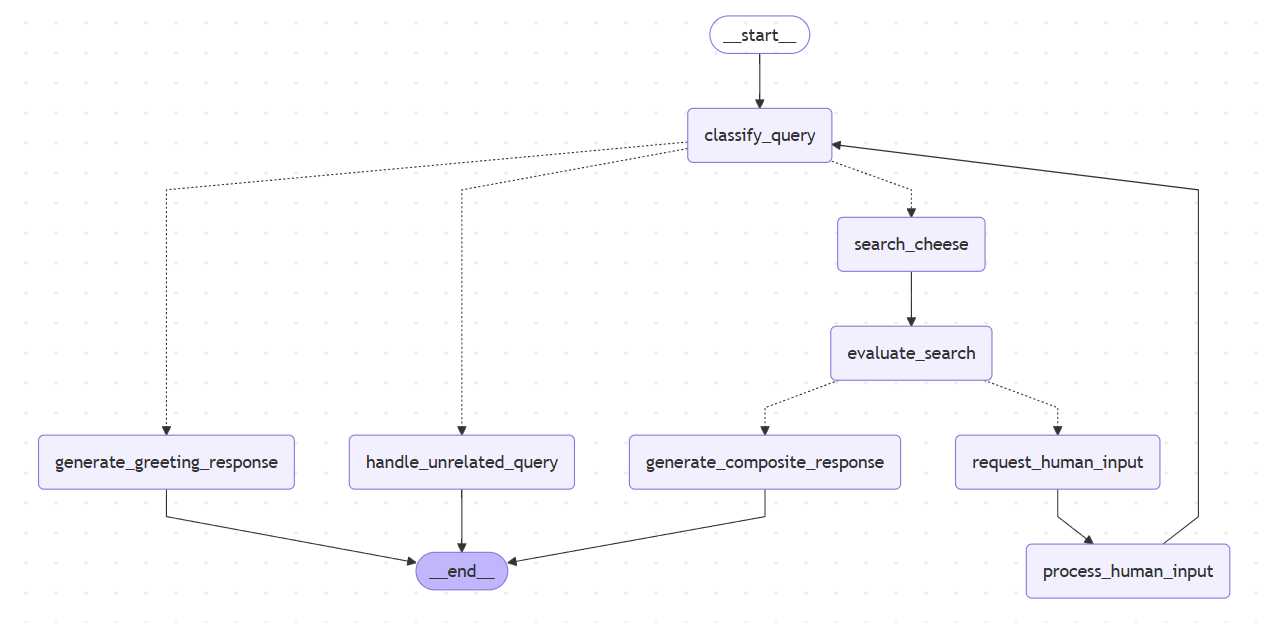 __start__
classify_query
search_cheese
evaluate_search
generate_greeting_response
handle_unrelated_query
generate_composite_response
request_human_input
__end__
process_human_input